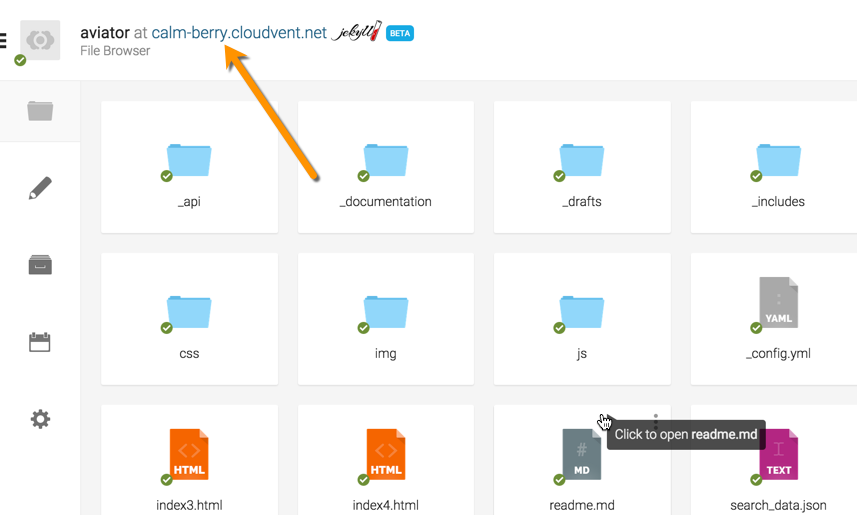 aviator at calm-berry.cloudvent.net jekyll BETA
File Browser
_api
_documentation
_drafts
_includes
YAML
css
img
js
_config.yml
Click to open readme.md
HTML
HTML
# MD
TEXT
index3.html
index4.html
readme.md
search_data.json